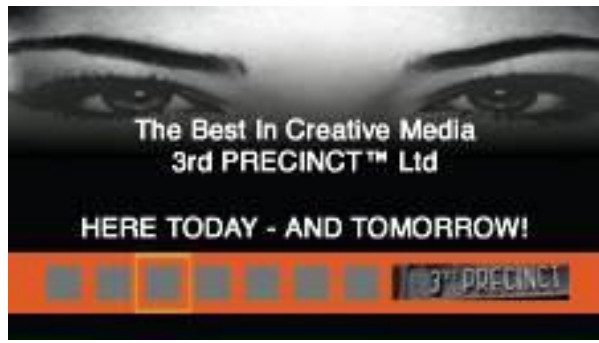 The Best In Creative Media
3rd PRECINCT™ Ltd
HERE TODAY - AND TOMORROW!
3RD PRECINCT